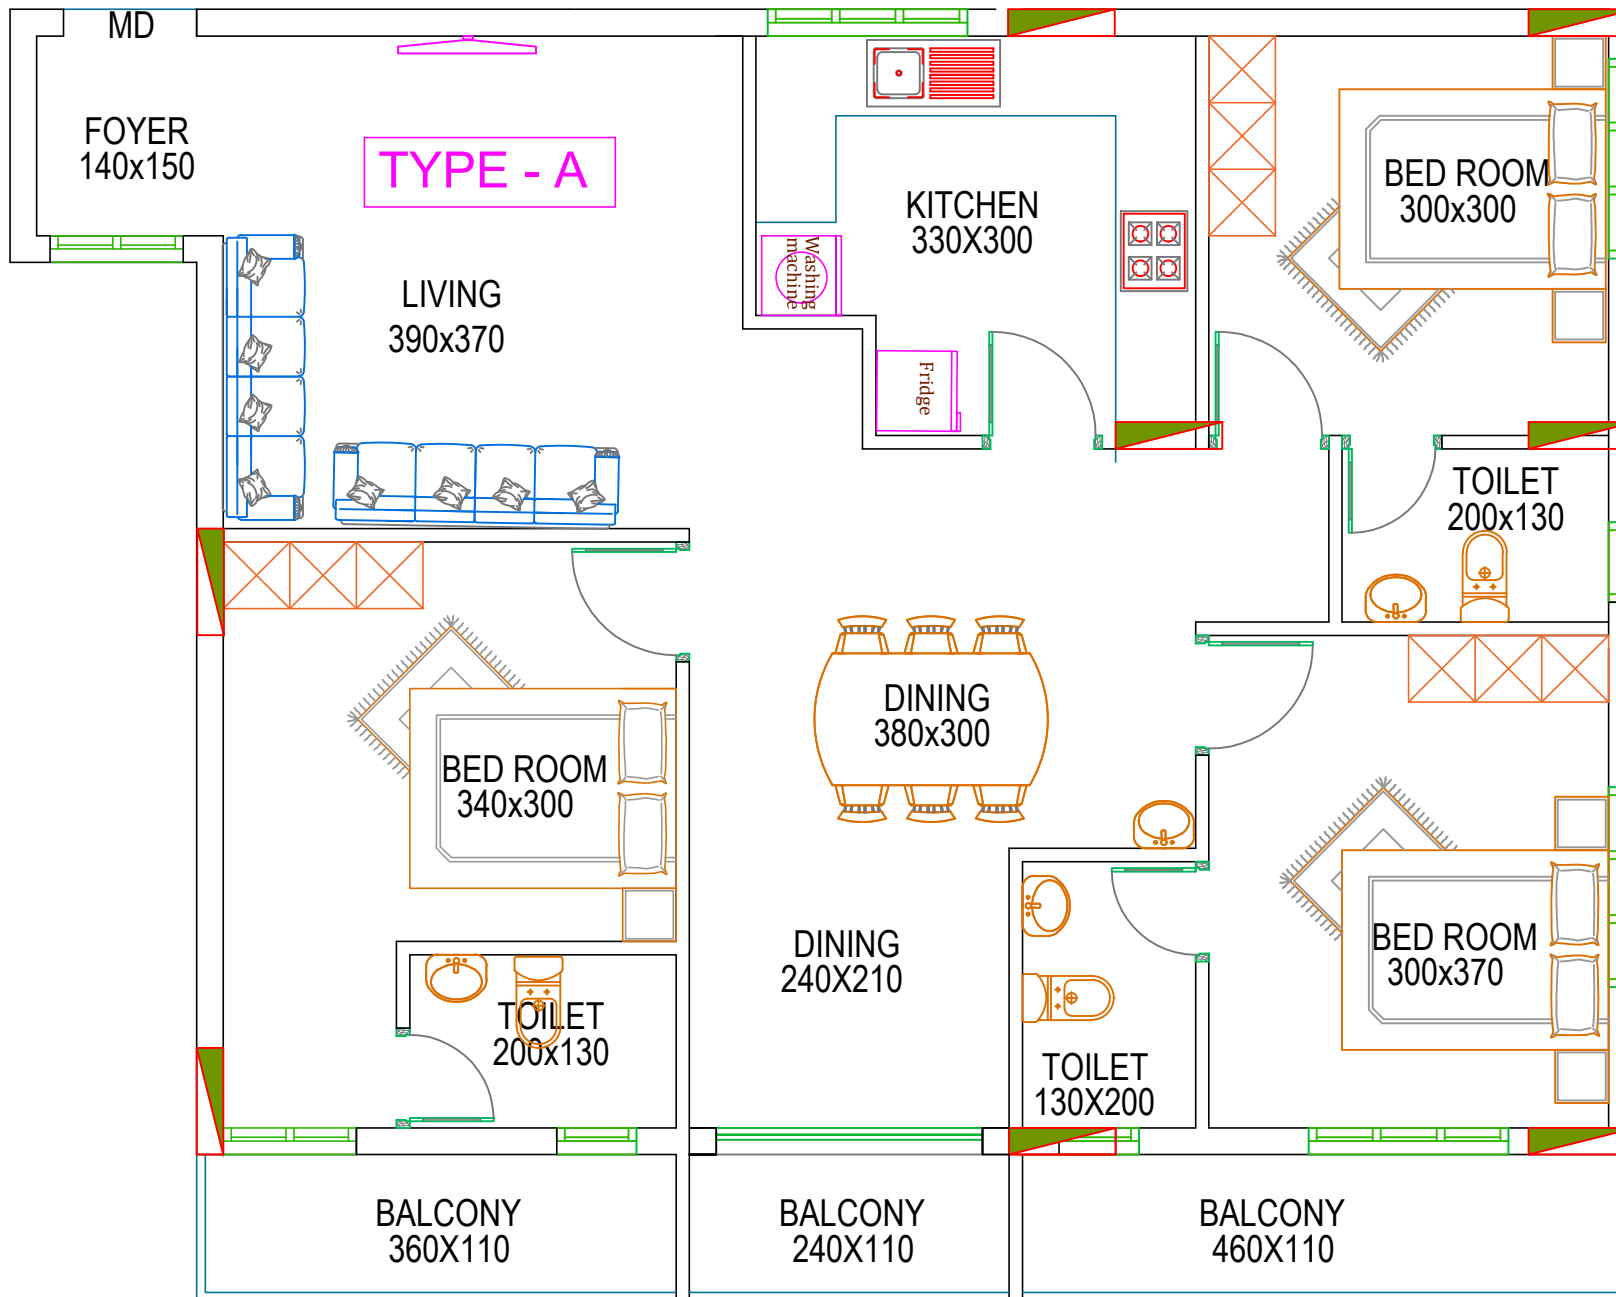 MD
FOYER
140x150
TYPE - A
LIVING
390x370
KITCHEN
330X300
Washing
machine
Fridge
BED ROOM
300x300
TOILET
200x130
DINING
380x300
BED ROOM
340x300
DINING
240X210
BED ROOM
300x370
TOILET
200x130
TOILET
130X200
BALCONY
360X110
BALCONY
240X110
BALCONY
460X110